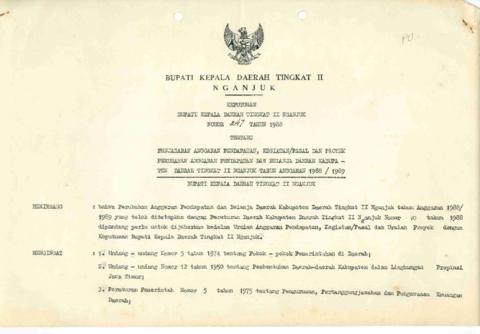 BUPATI KEPALA DAERAH TINGKAT II
NGANJUK
KEPUTUSAN
BUPATI KEPALA DAERAH TINGKAT II NGANJUK
NOMOR 247 TAHUN 1988
TENTANG
PENJABARAN ANGGARAN PENDAPATAN, KEGIATAN/PASAL DAN PROYEK
PERUBAHAN ANGGARAN PENDAPATAN DAN BELANJA DAERAH KABUPA -
TEN DAERAH TINGKAT II NGANJUK TAHUN ANGGARAN 1988 / 1989
BUPATI KEPALA DAERAH TINGKAT II NGANJUK
MENIMBANG : bahwa Perubahan Anggaran Pendapatan dan Belanja Daerah Kabupaten Daerah Tingkat II Nganjuk tahun Anggaran 1988/
1989 yang telah ditetapkan dengan Peraturan Daerah Kabupaten Daerah Tingkat II Nganjuk Nomor 10 tahun 1988
dipandang perlu untuk dijabarkan kedalam Uraian Anggaran Pendapatan, Kegiatan/Pasal dan Uraian Proyek dengan
Keputusan Bupati Kepala Daerah Tingkat II Nganjuk.
MENGINGAT : 1. Undang - undang Nomor 5 tahun 1974 tentang Pokok - pokok Pemerintahan di Daerah;
2. Undang - undang Nomor 12 tahun 1950 tentang Pembentukan Daerah-daerah Kabupaten dalam Lingkungan Propinsi
Jawa Timur;
3. Peraturan Pemerintah Nomor 5 tahun 1975 tentang Pengurusan, Pertanggungjawaban dan Pengawasan Keuangan
Daerah;